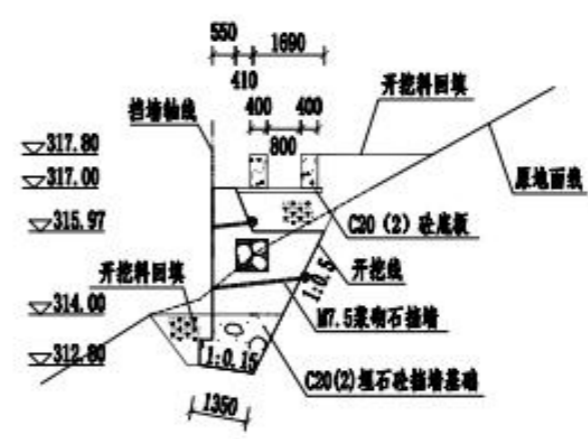 550
1690
410
400
400
800
开挖料回填
挡墙轴线
317.80
317.00
315.97
314.00
312.80
原地面线
C20（2）砼底板
开挖线
1:0.5
开挖料回填
M7.5浆砌石挡墙
1:0.15
C20(2)埋石砼挡墙基础
1350